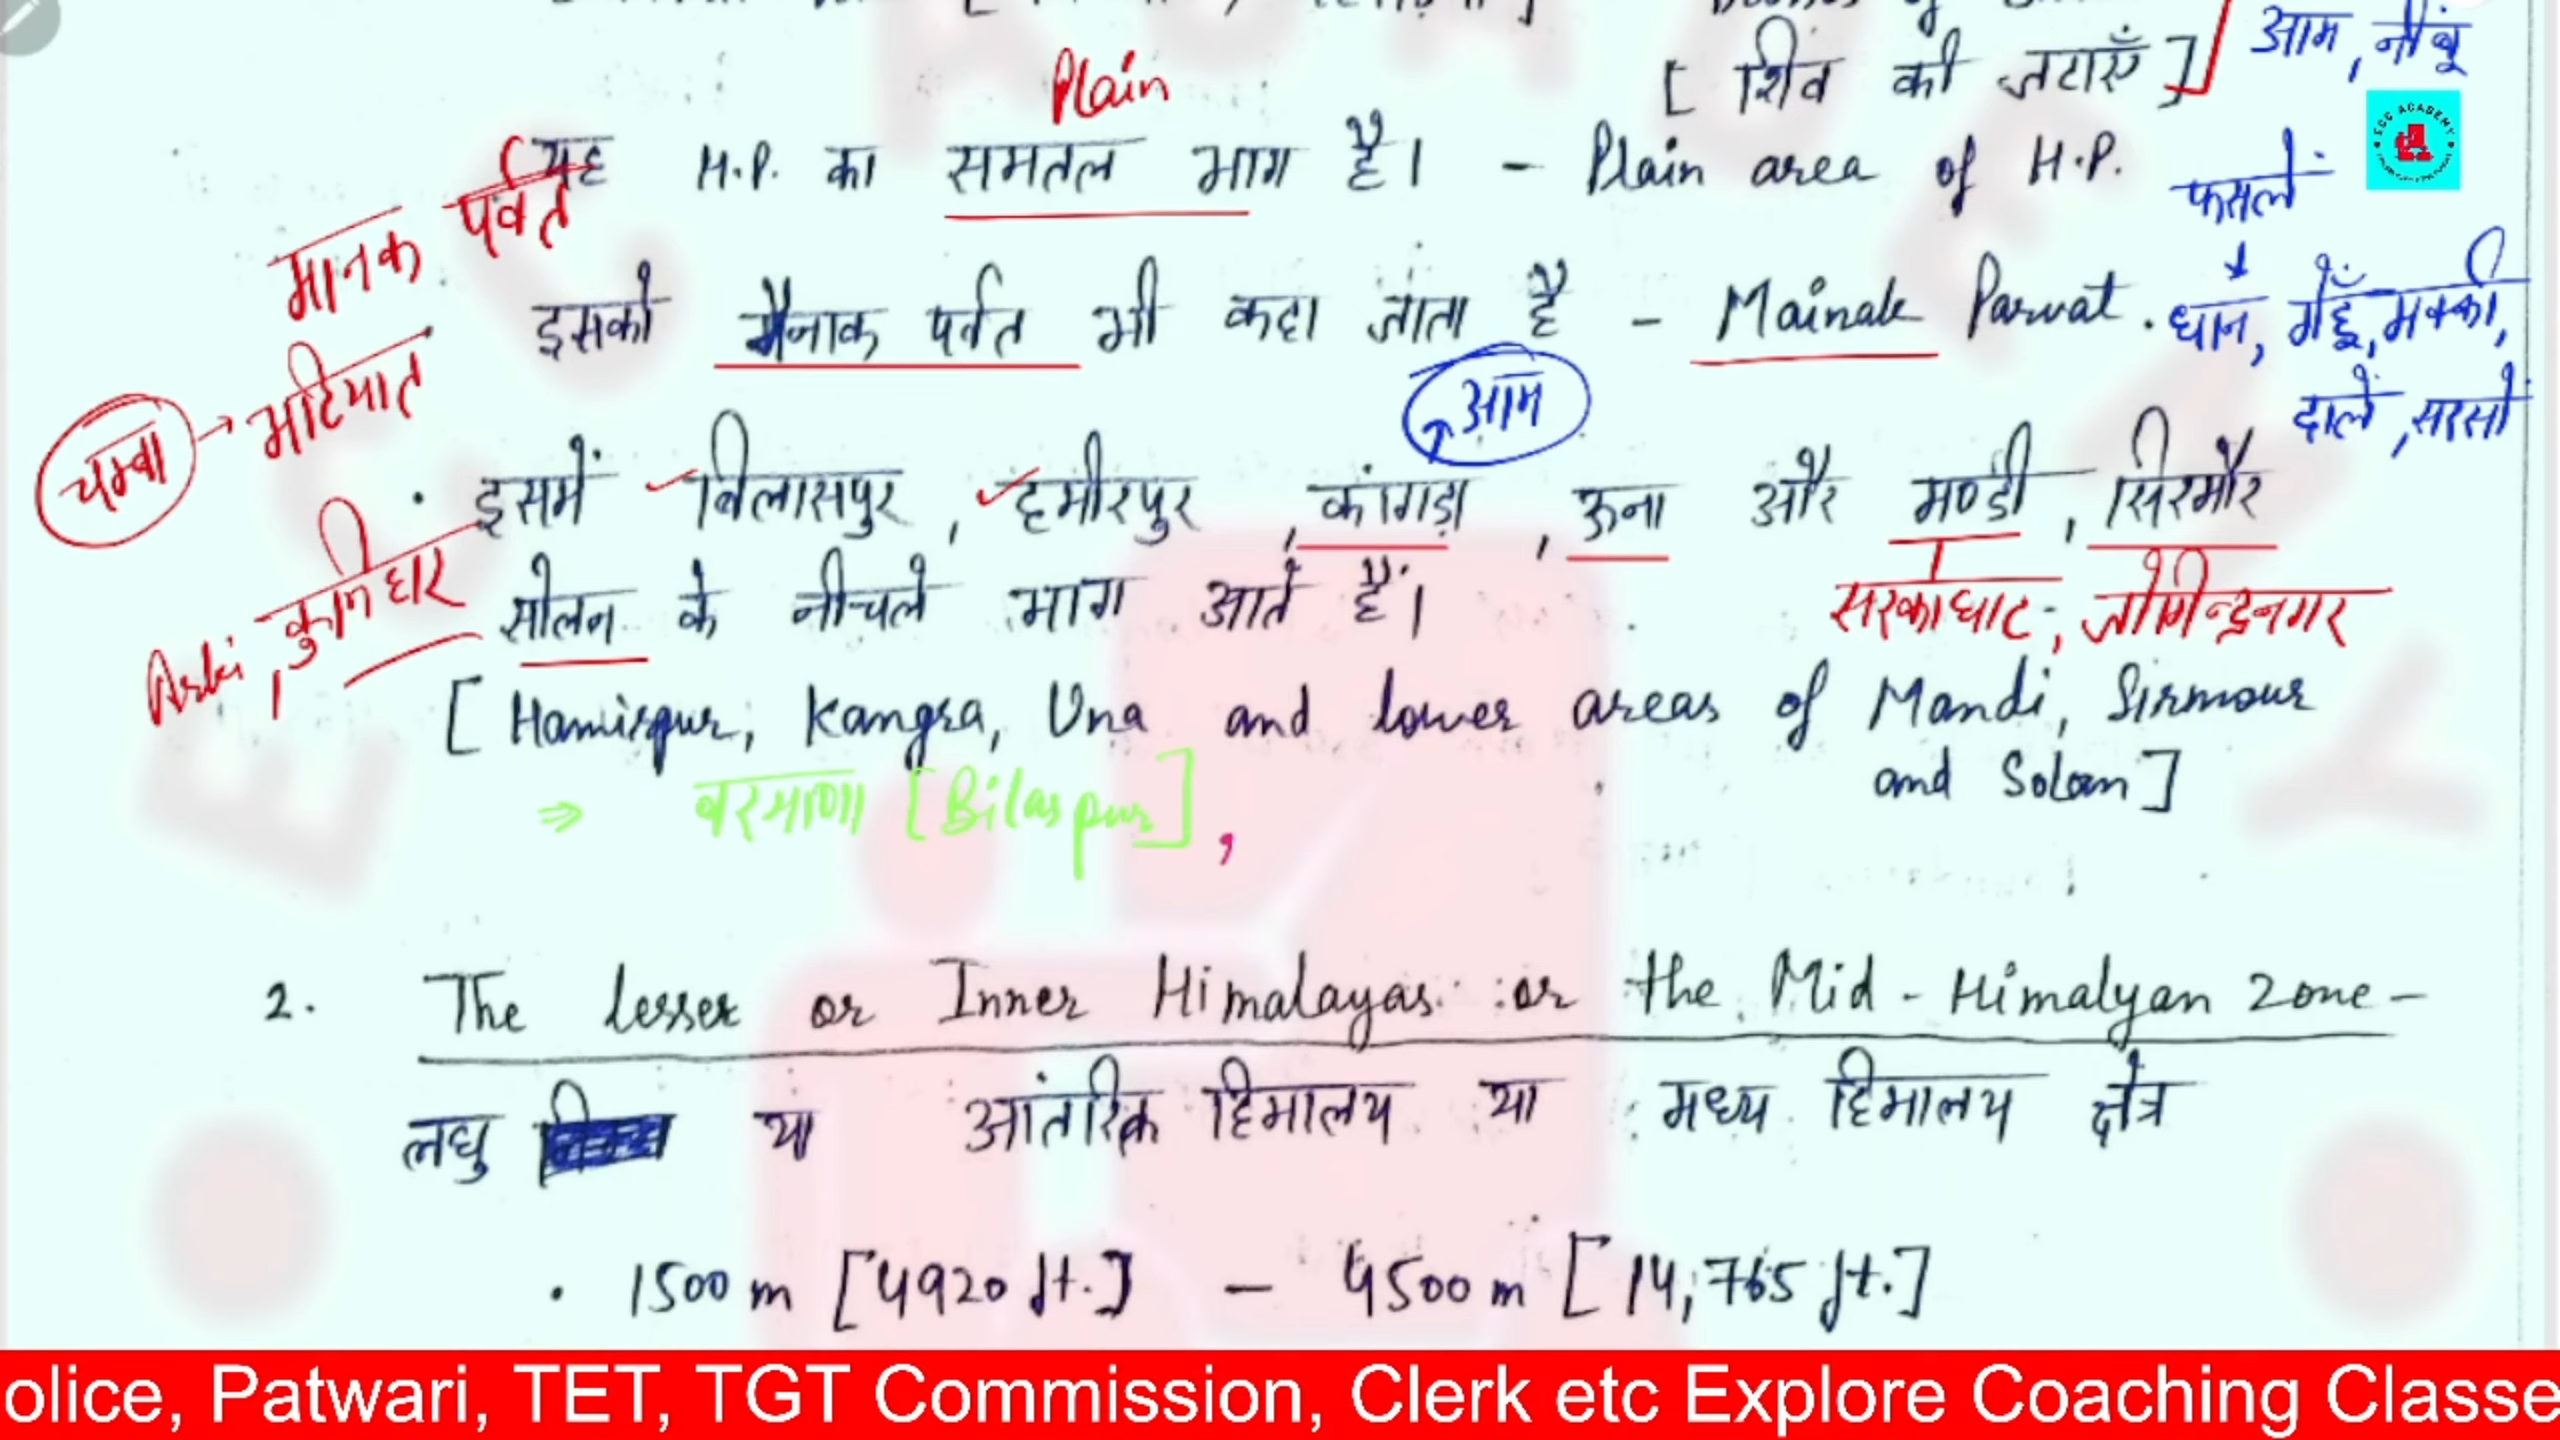 [ शिव की जटाएँ ]
आम, नींबू
Plain
यह H.P. का समतल भाग है। - Plain area of H.P.
फसलें
मानक पर्वत
इसको मैनाक पर्वत भी कहा जाता है - Mainak Parvat.
धान, गेहूँ, मक्की,
दालें, सरसों
चम्बा → भटियात
आम
· इसमें बिलासपुर, हमीरपुर, कांगड़ा, ऊना और मण्डी, सिरमौर
सोलन के नीचले भाग आते हैं।
सरकाघाट, जोगिन्द्रनगर
Arki, कुनिहार
[ Hamirpur, Kangra, Una and lower areas of Mandi, Sirmour
and Solan ]
⇒ बरमाणा [Bilaspur],
2. The lesser or Inner Himalayas or the Mid - Himalyan Zone -
लघु या आंतरिक हिमालय या मध्य हिमालय क्षेत्र
· 1500 m [4920 ft.] - 4500 m [14,765 ft.]
olice, Patwari, TET, TGT Commission, Clerk etc Explore Coaching Classe